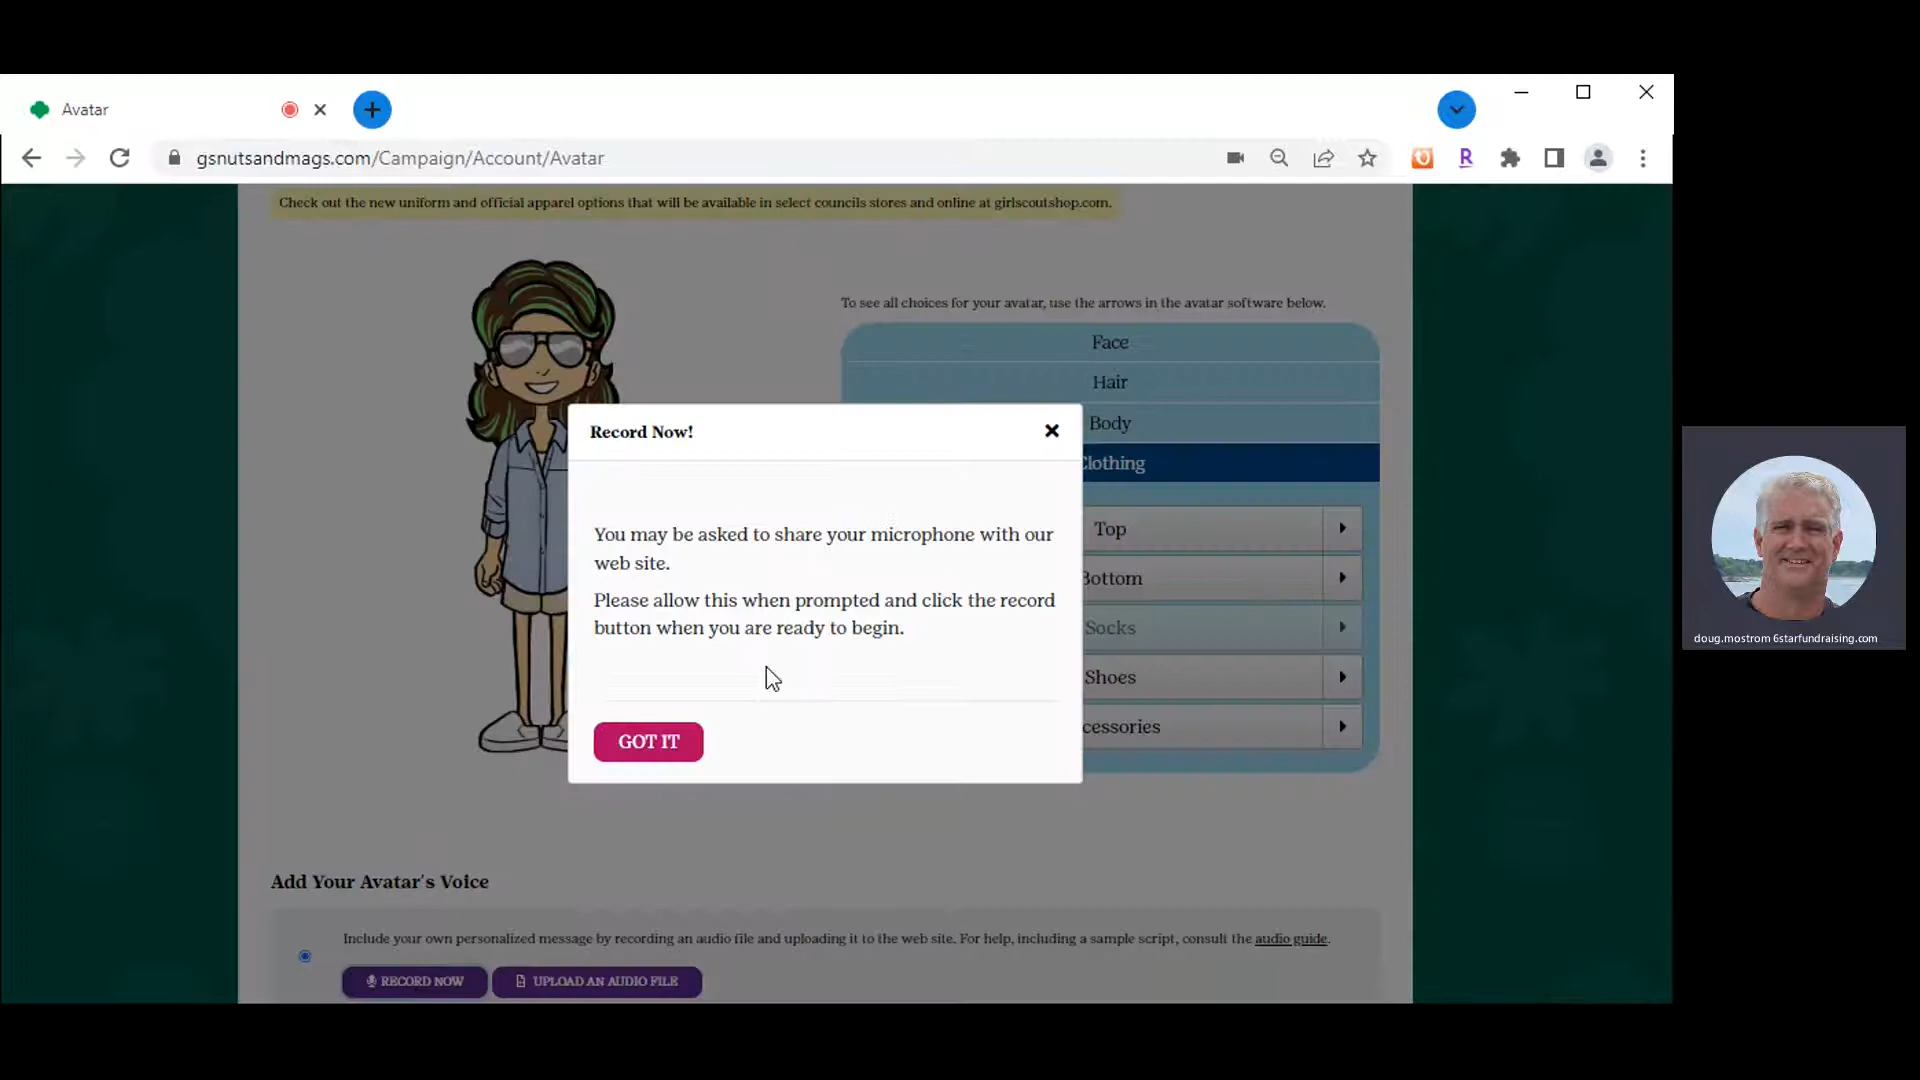 Avatar
gsnutsandmags.com/Campaign/Account/Avatar
R
Check out the new uniform and official apparel options that will be available in select councils stores and online at girlscoutshop.com.
To see all choices for your avatar, use the arrows in the avatar software below.
Face
Hair
Body
Clothing
Top
Bottom
Socks
Shoes
cessories
Record Now!
You may be asked to share your microphone with our
web site.
Please allow this when prompted and click the record
button when you are ready to begin.
GOT IT
Add Your Avatar's Voice
Include your own personalized message by recording an audio file and uploading it to the web site. For help, including a sample script, consult the audio guide.
RECORD NOW
UPLOAD AN AUDIO FILE
doug.mostrom 6starfundraising.com